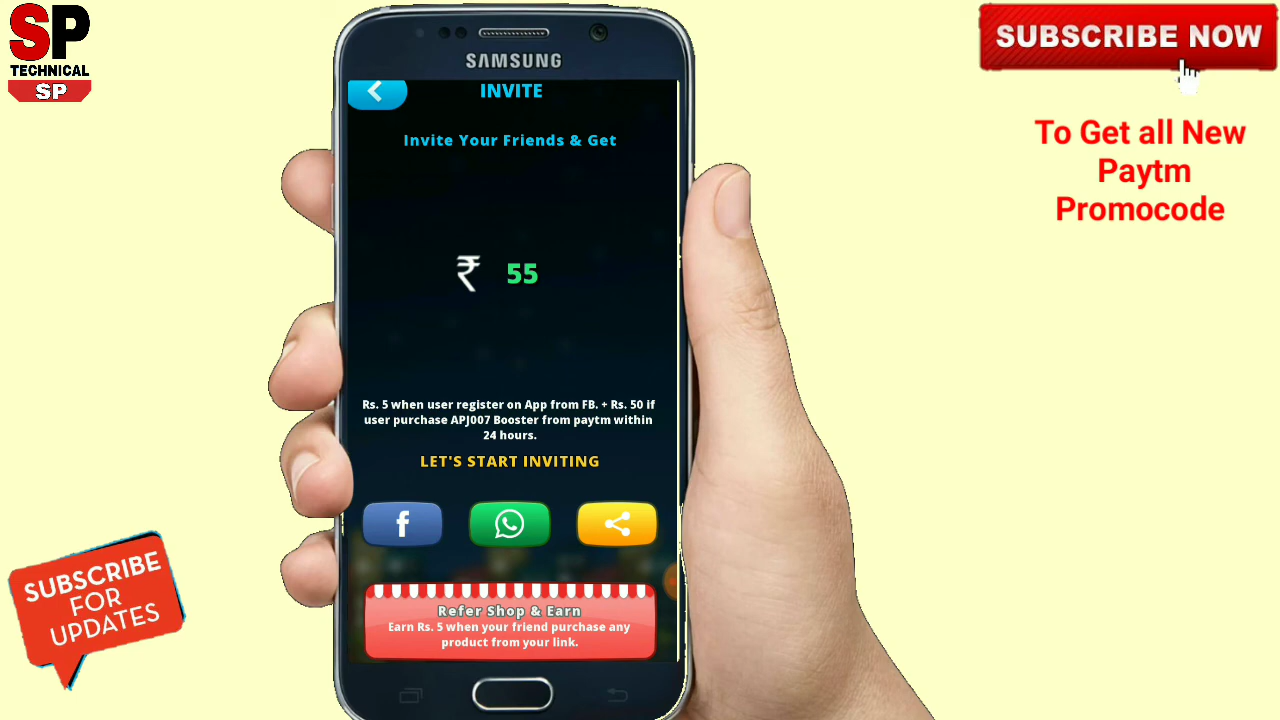 SP
TECHNICAL
SP
SAMSUNG
INVITE
Invite Your Friends & Get
₹ 55
Rs. 5 when user register on App from FB. + Rs. 50 if
user purchase APJ007 Booster from paytm within
24 hours.
LET'S START INVITING
f
Refer Shop & Earn
Earn Rs. 5 when your friend purchase any
product from your link.
SUBSCRIBE NOW
To Get all New
Paytm
Promocode
SUBSCRIBE
FOR
UPDATES